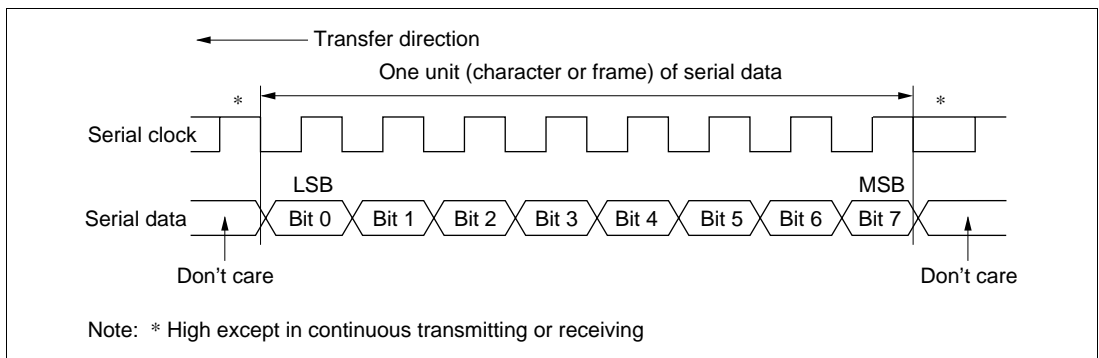 Transfer direction
One unit (character or frame) of serial data
* *
Serial clock
LSB MSB
Serial data Bit 0 Bit 1 Bit 2 Bit 3 Bit 4 Bit 5 Bit 6 Bit 7
Don’t care Don’t care
Note: * High except in continuous transmitting or receiving